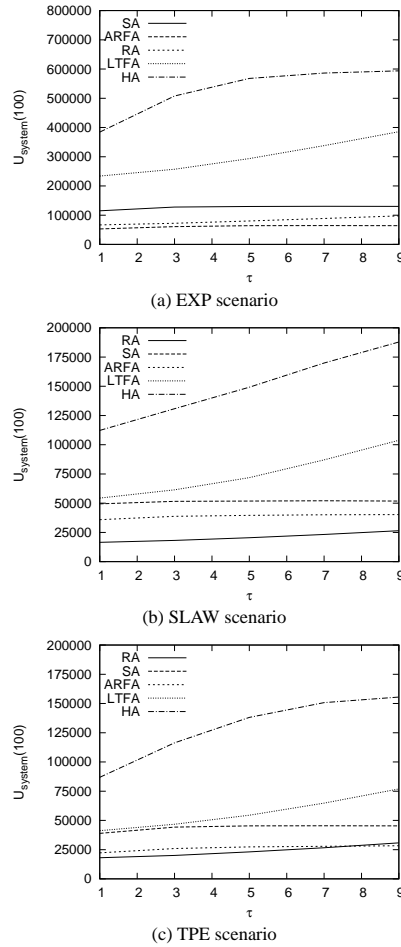 SA
ARFA
RA
LTFA
HA
800000
700000
600000
500000
400000
300000
200000
100000
0
U_system(100)
1 2 3 4 5 6 7 8 9
τ
(a) EXP scenario
RA
SA
ARFA
LTFA
HA
200000
175000
150000
125000
100000
75000
50000
25000
0
U_system(100)
1 2 3 4 5 6 7 8 9
τ
(b) SLAW scenario
RA
SA
ARFA
LTFA
HA
200000
175000
150000
125000
100000
75000
50000
25000
0
U_system(100)
1 2 3 4 5 6 7 8 9
τ
(c) TPE scenario